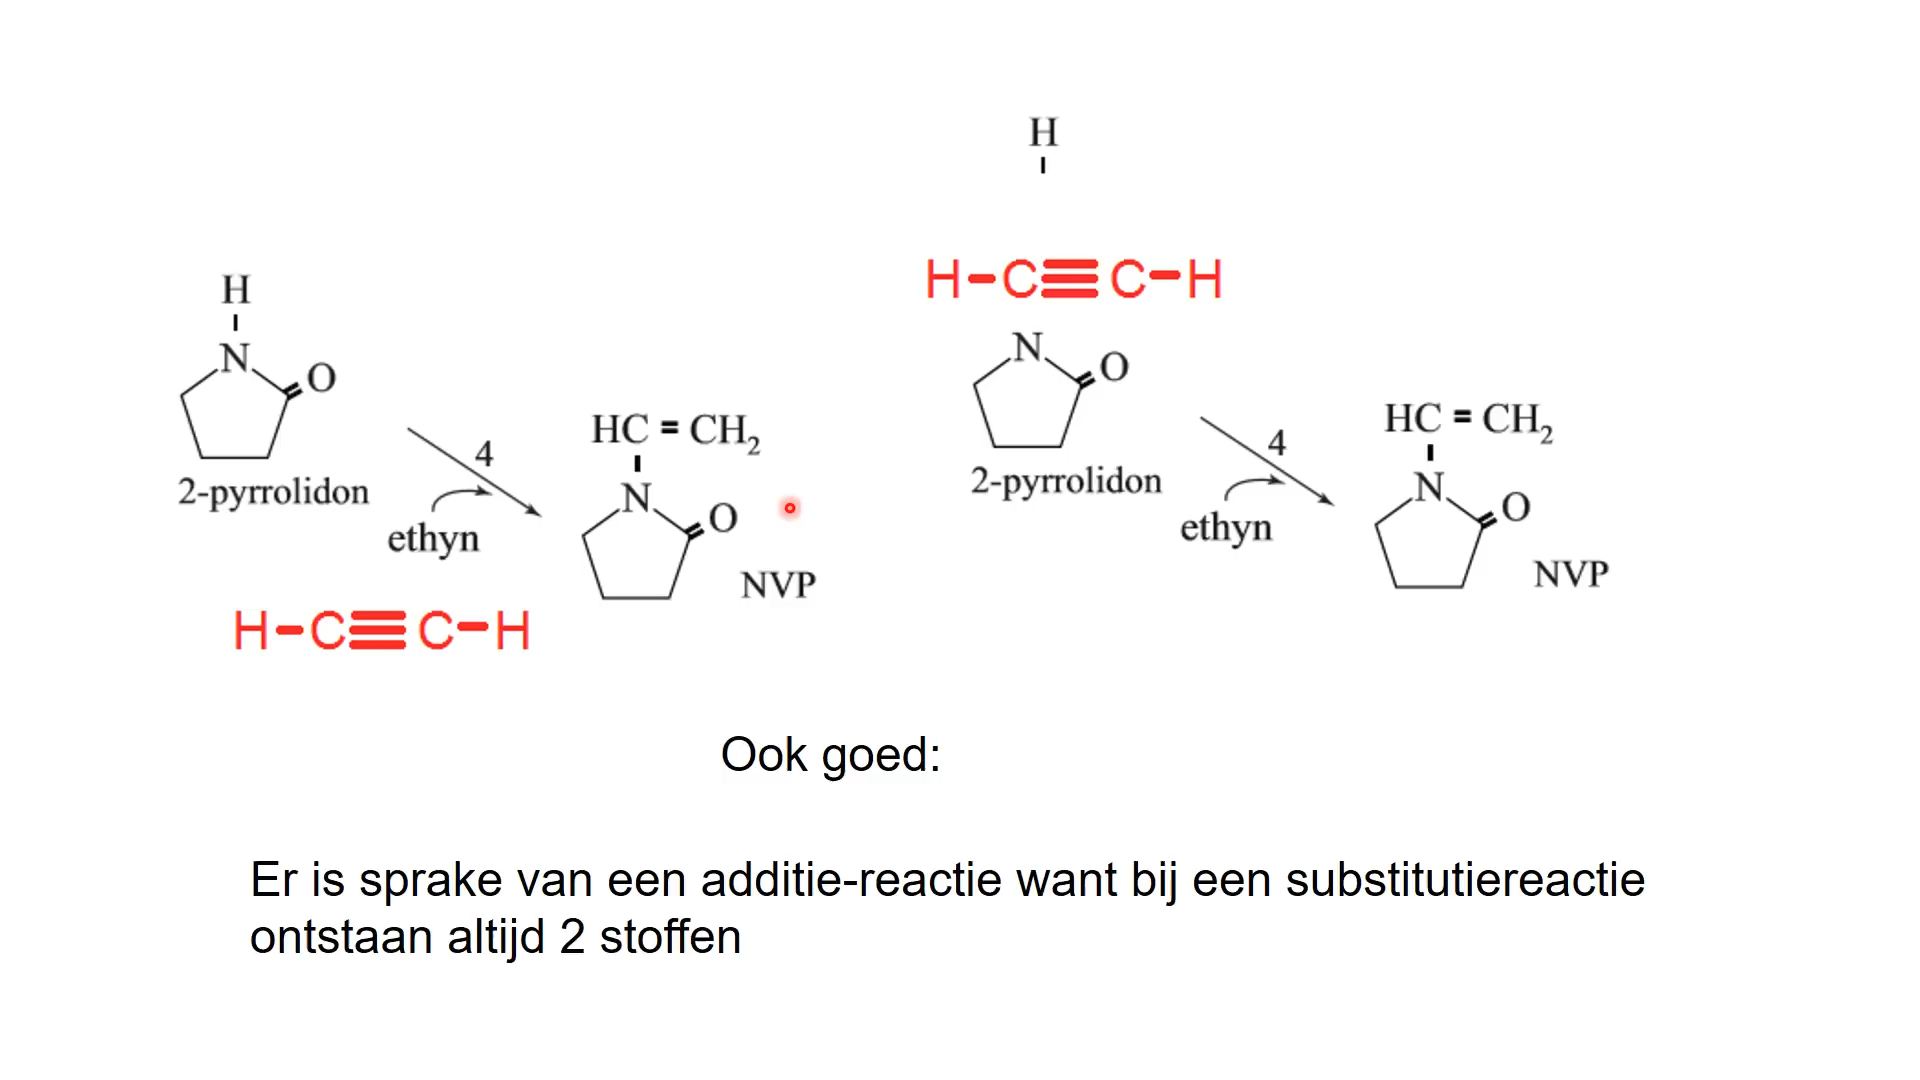 H
N
O
2-pyrrolidon
4
ethyn
HC = CH₂
N
O
NVP
H-C≡C-H
H
H-C≡C-H
N
O
2-pyrrolidon
4
ethyn
HC = CH₂
N
O
NVP
Ook goed:
Er is sprake van een additie-reactie want bij een substitutiereactie
ontstaan altijd 2 stoffen